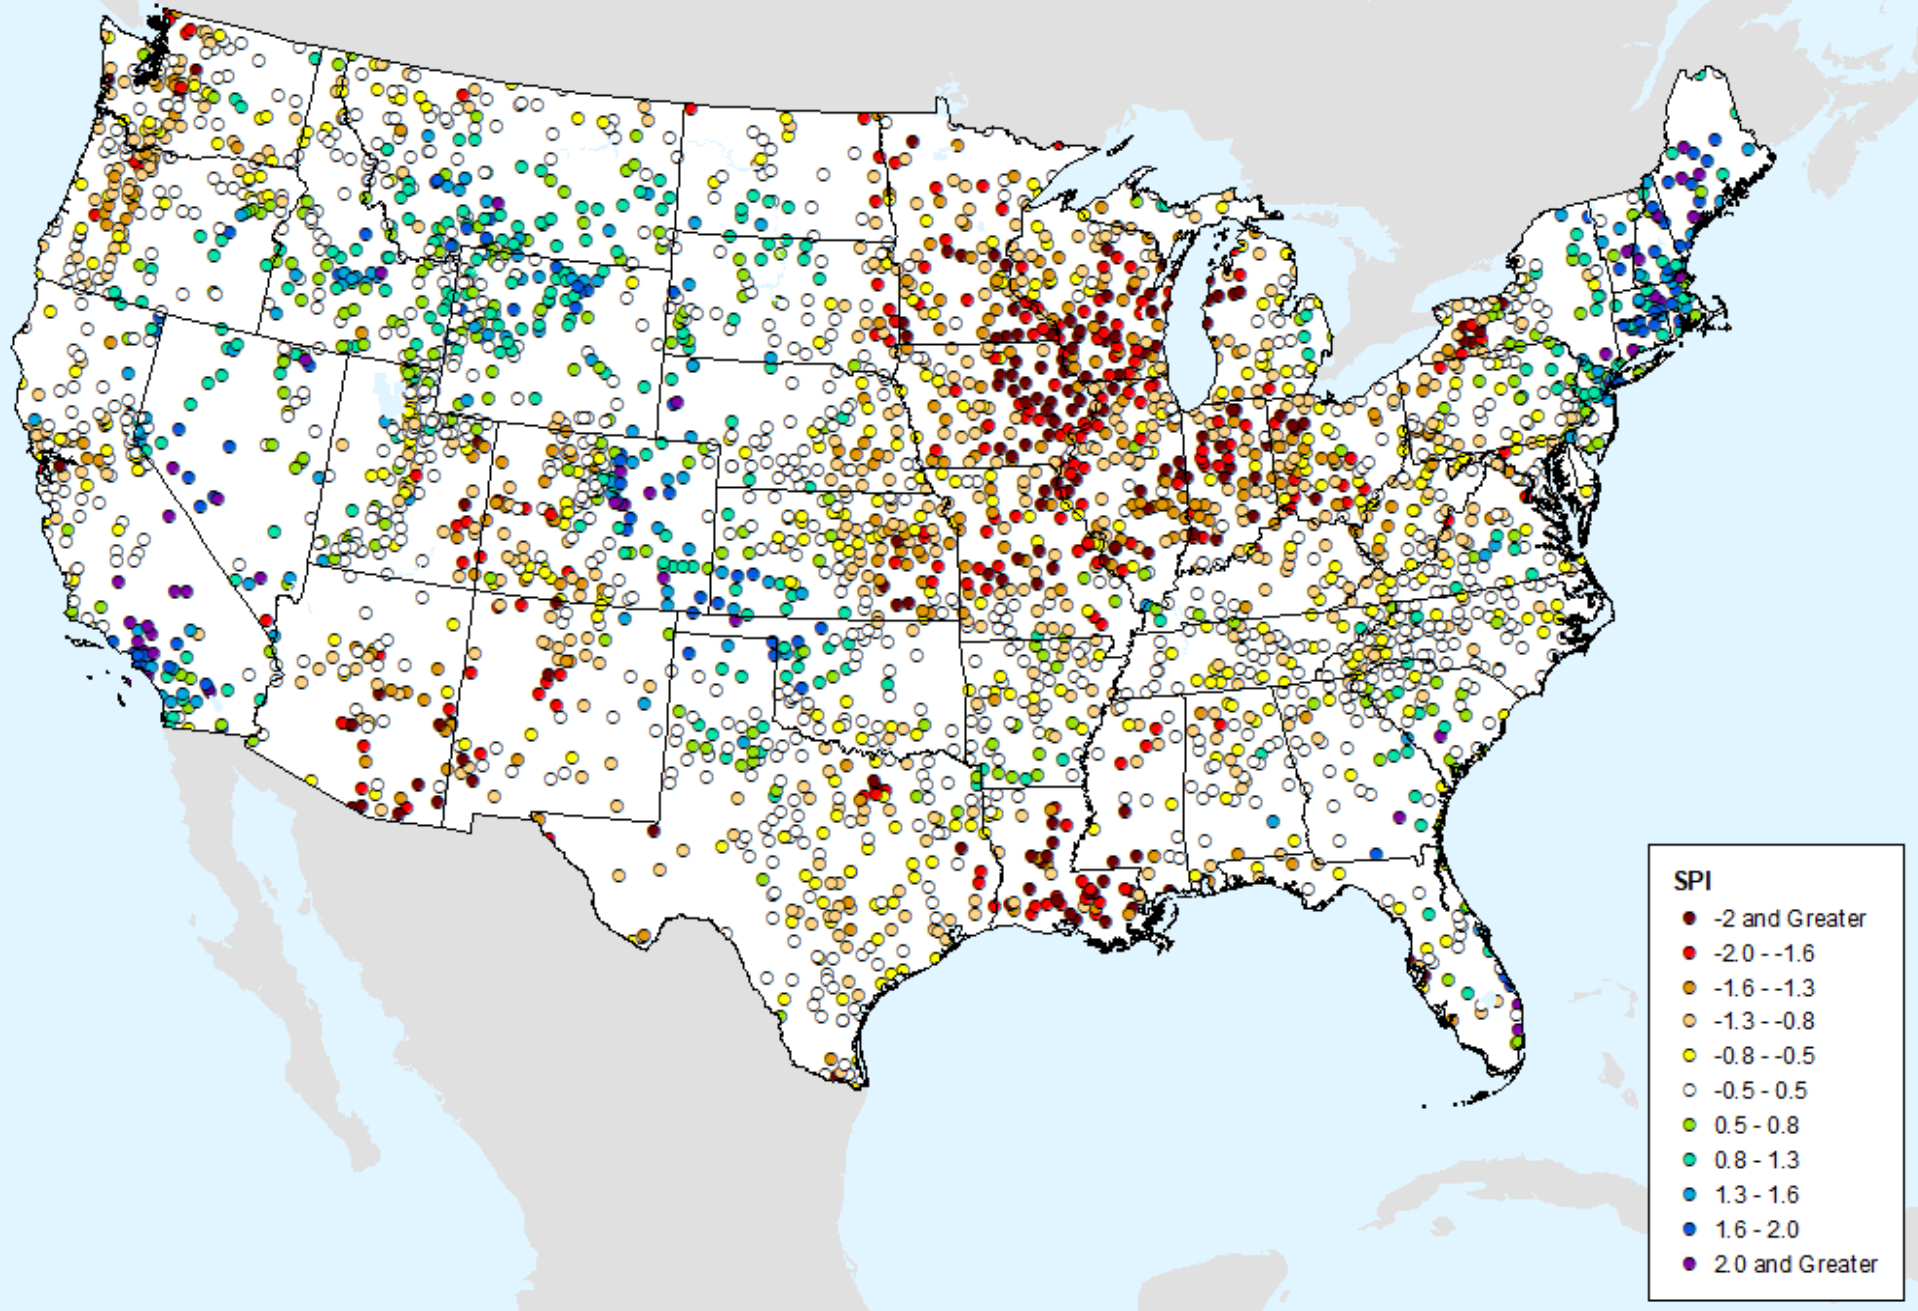 SPI
-2 and Greater
-2.0 - -1.6
-1.6 - -1.3
-1.3 - -0.8
-0.8 - -0.5
-0.5 - 0.5
0.5 - 0.8
0.8 - 1.3
1.3 - 1.6
1.6 - 2.0
2.0 and Greater